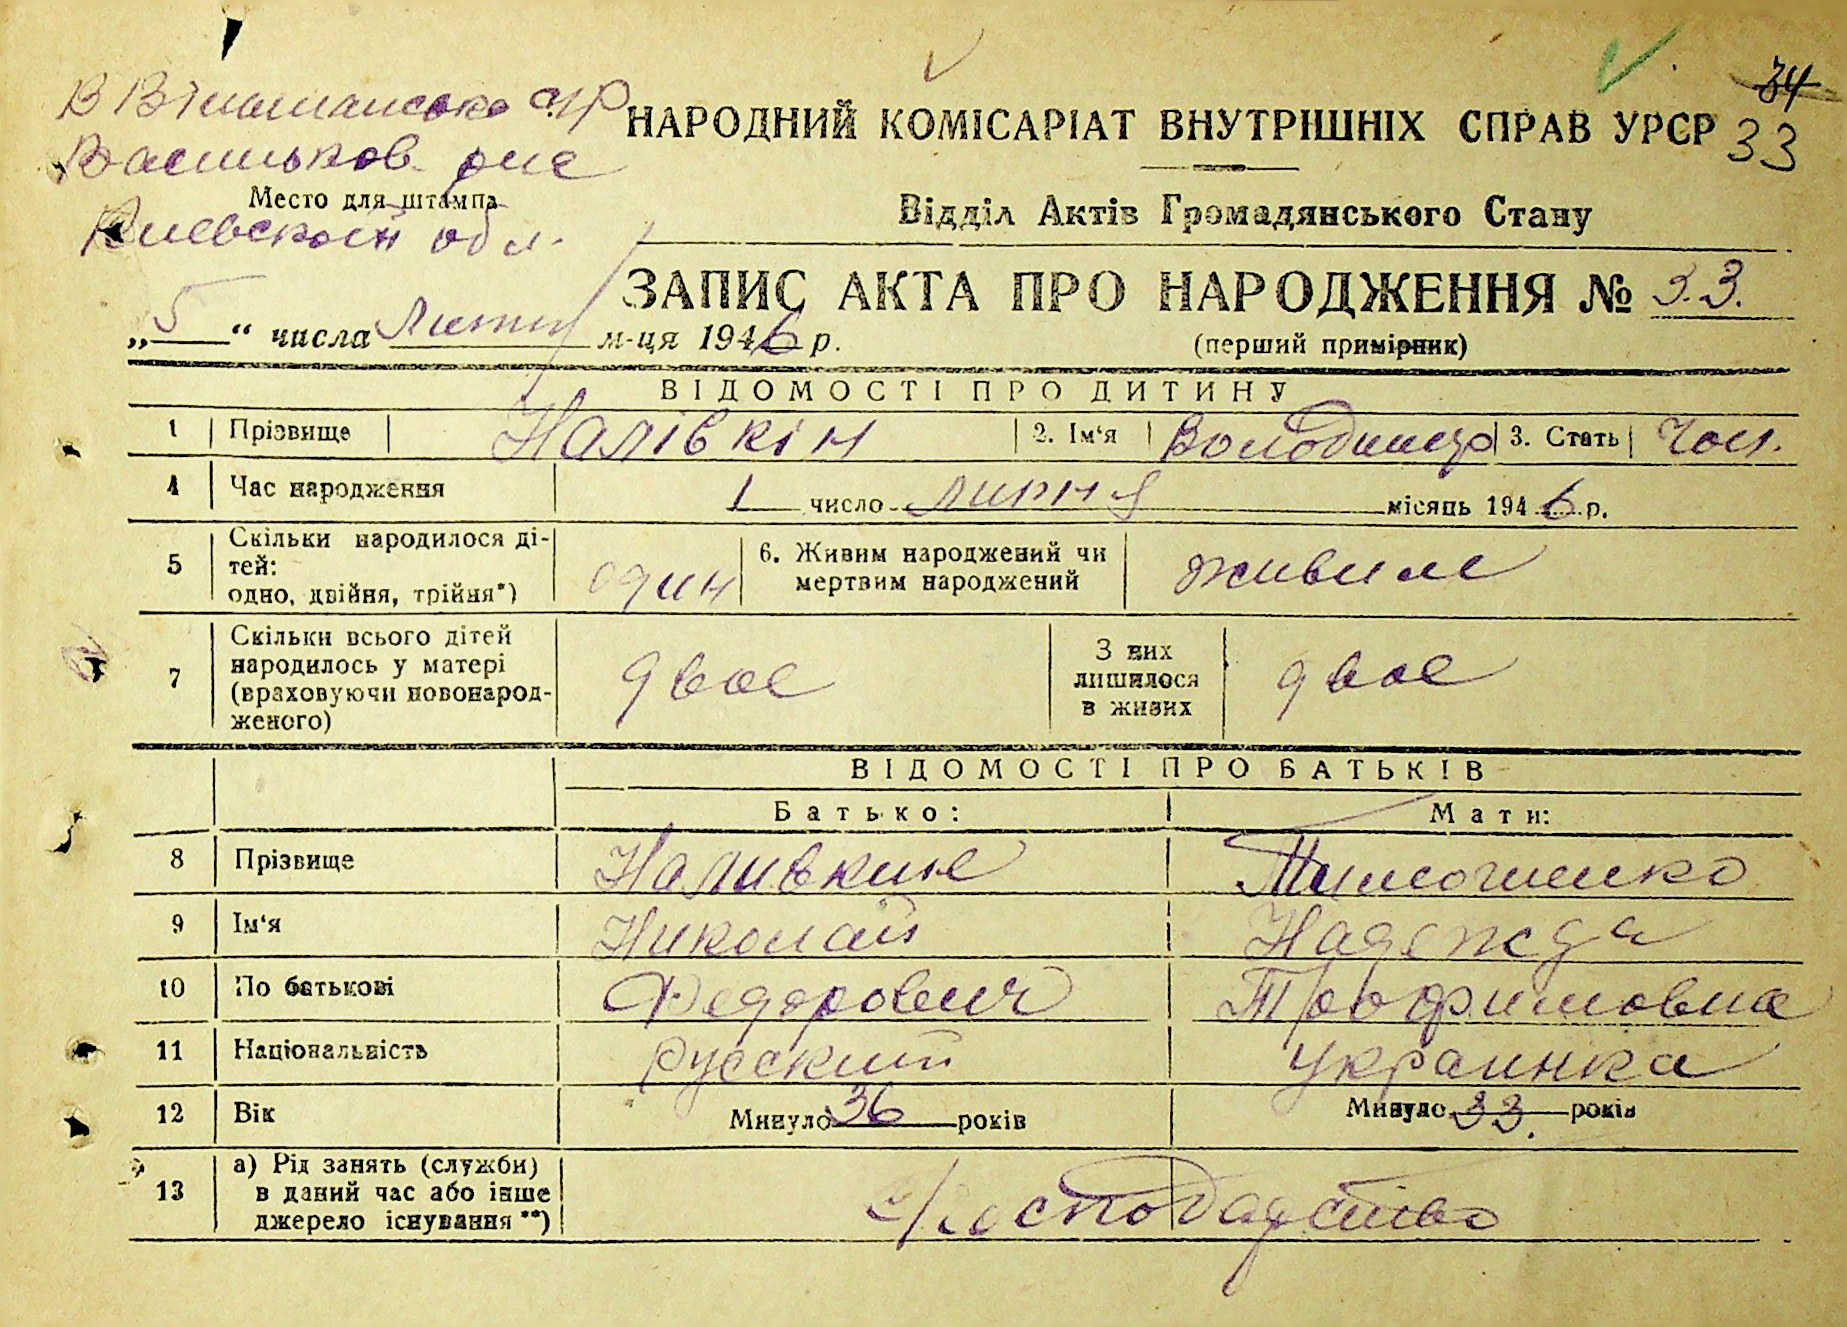 34
НАРОДНИЙ КОМІСАРІАТ ВНУТРІШНІХ СПРАВ УРСР 33
Васильков. рна
Место для штампа
Киевской обл.
Відділ Актів Громадянського Стану
ЗАПИС АКТА ПРО НАРОДЖЕННЯ № 33.
(перший примірник)
„5“ числа м-ця 1946 р.
ВІДОМОСТІ ПРО ДИТИНУ
1 Прізвище Налівкін 2. Ім‘я Володимир 3. Стать Чол.
4 Час народження 1 число липня місяць 1946 р.
5 Скільки народилося ді-
тей:
одно, двійня, трійня*) один 6. Живим народжений чи
мертвим народжений живим
7 Скільки всього дітей
народилось у матері
(враховуючи новонарод-
женого) двое З них
лишилося
в живих двое
ВІДОМОСТІ ПРО БАТЬКІВ
Батько: Мати:
8 Прізвище Наливкин Тимошенко
9 Ім‘я Николай Надежда
10 По батькові Федорович Трофимовна
11 Національність русский украинка
12 Вік Минуло 36 років Минуло 33. років
13 а) Рід занять (служби)
в даний час або інше
джерело існування **) с/господарство